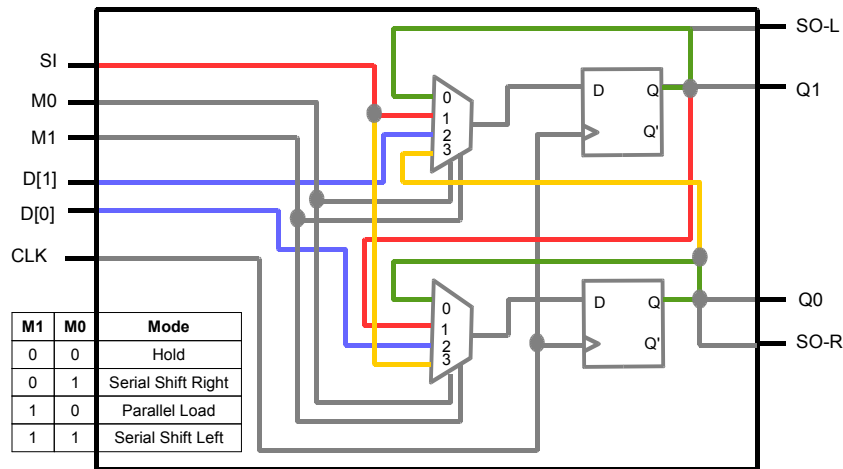 SO-L
SI
Q1
M0
M1
D[1]
D[0]
CLK
0
1
2
3
D Q
Q'
0
1
2
3
D Q
Q'
Q0
SO-R
M1 M0 Mode
0 0 Hold
0 1 Serial Shift Right
1 0 Parallel Load
1 1 Serial Shift Left